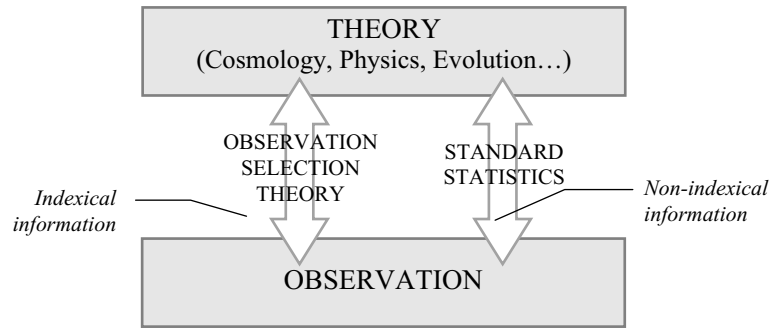 THEORY
(Cosmology, Physics, Evolution…)
OBSERVATION
SELECTION
THEORY
STANDARD
STATISTICS
Indexical
information
Non-indexical
information
OBSERVATION